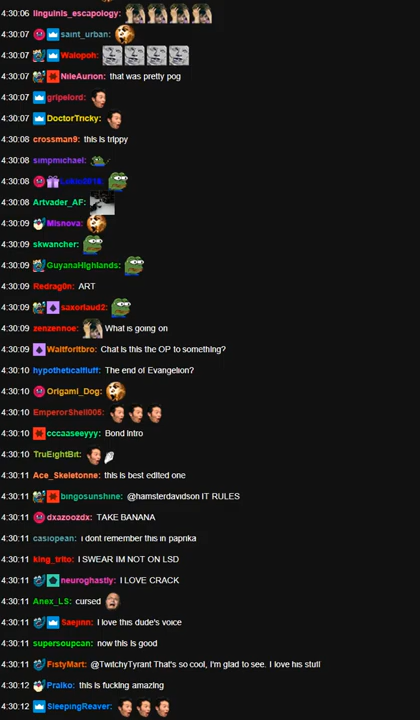 4:30:06 linguinis_escapology:
4:30:07 saint_urban:
4:30:07 Walopoh:
4:30:07 NileAurion: that was pretty pog
4:30:07 gripelord:
4:30:07 DoctorTricky:
4:30:08 crossman9: this is trippy
4:30:08 simpmichael:
4:30:08
4:30:08 Artvader_AF:
4:30:09 Misnova:
4:30:09 skwancher:
4:30:09 GuyanaHighlands:
4:30:09 Redrag0n: ART
4:30:09 saxorlaud2:
4:30:09 zenzennoe: What is going on
4:30:09 Waitforitbro: Chat is this the OP to something?
4:30:10 hypotheticalfluff: The end of Evangelion?
4:30:10 Origami_Dog:
4:30:10 EmperorShell005:
4:30:10 cccaaseeyyy: Bond intro
4:30:10 TruEightBit:
4:30:11 Ace_Skeletonne: this is best edited one
4:30:11 bingosunshine: @hamsterdavidson IT RULES
4:30:11 dxazoozdx: TAKE BANANA
4:30:11 casiopean: i dont remember this in paprika
4:30:11 king_trito: I SWEAR IM NOT ON LSD
4:30:11 neuroghastly: I LOVE CRACK
4:30:11 Anex_LS: cursed
4:30:11 Saejinn: I love this dude's voice
4:30:11 supersoupcan: now this is good
4:30:11 FistyMart: @TwitchyTyrant That's so cool, I'm glad to see. I love his stuff
4:30:12 Praiko: this is fucking amazing
4:30:12 SleepingReaver: